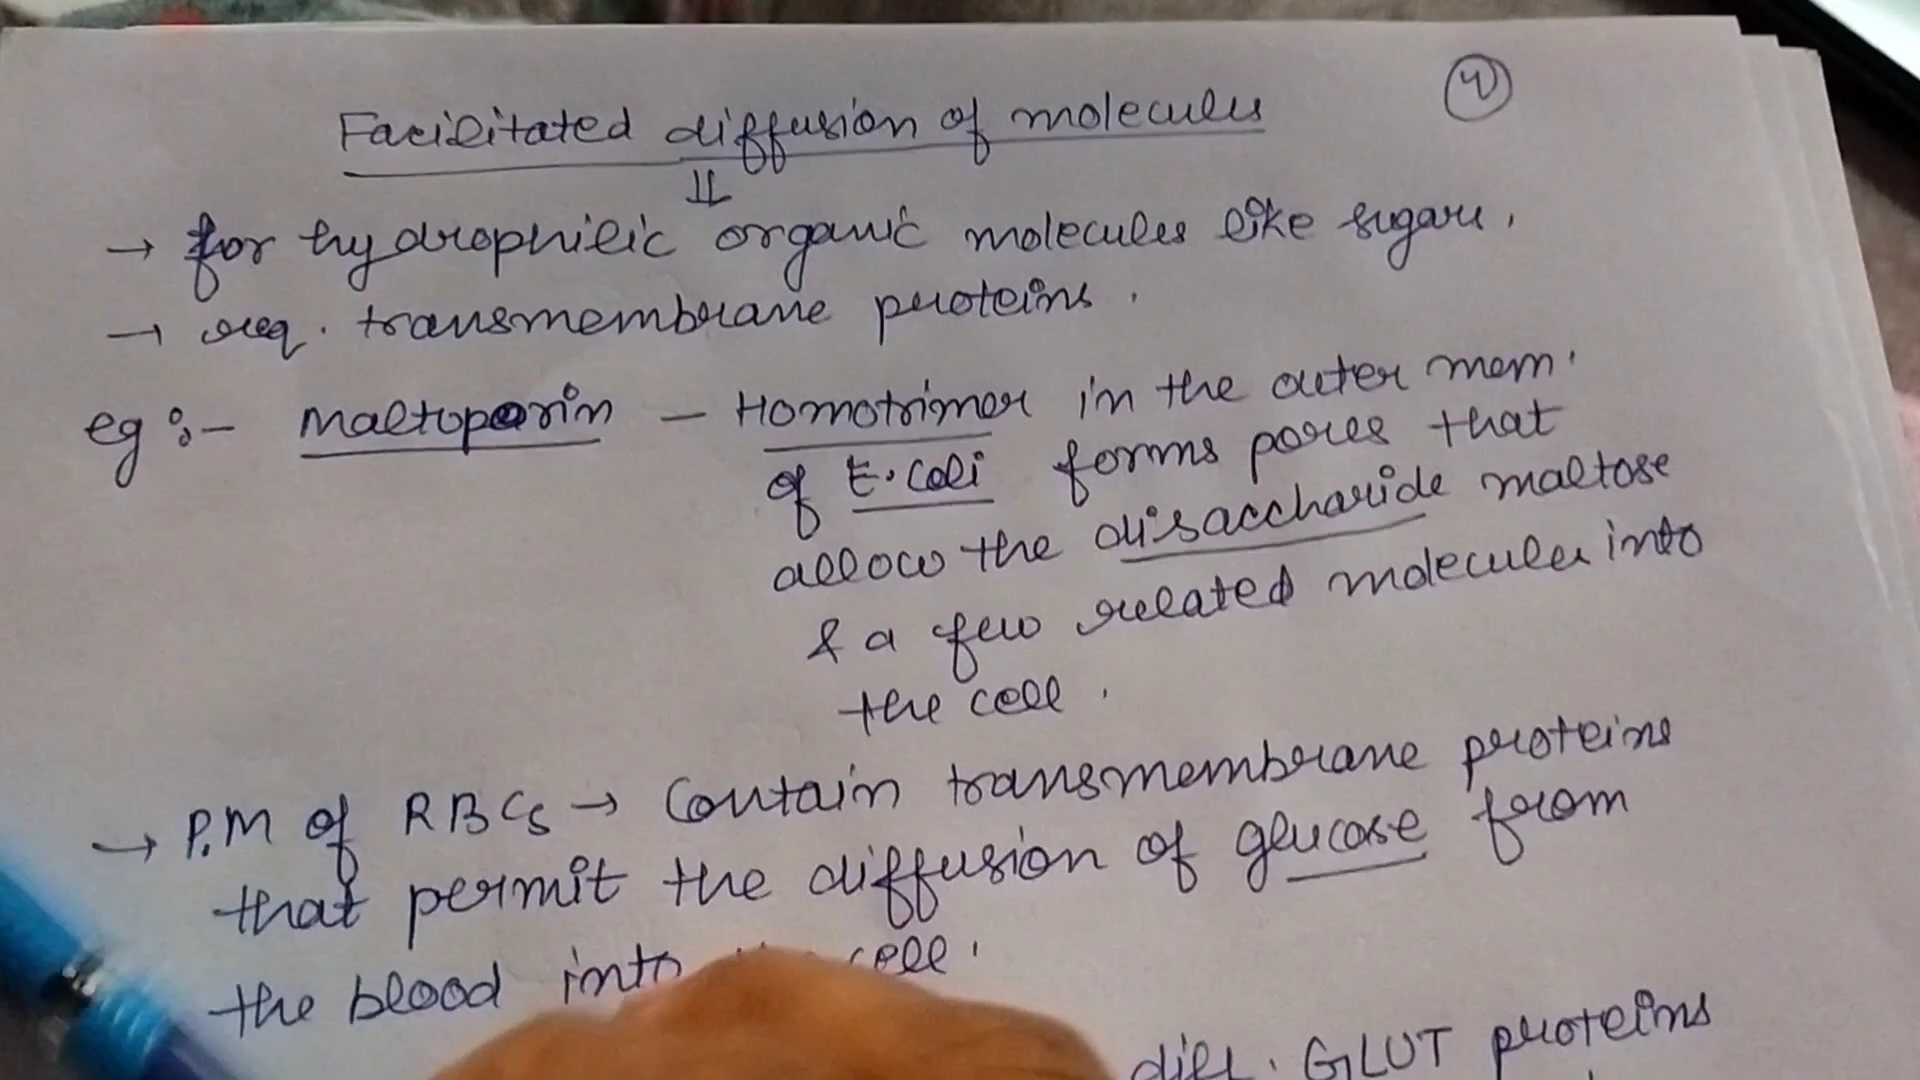 Facilitated diffusion of molecules
4
→ for hydrophilic organic molecules like sugars.
→ req. transmembrane proteins.
eg :- Maltoporin – Homotrimer in the outer mem.
of E. coli forms pores that
allow the disaccharide maltose
& a few related molecules into
the cell.
→ P.M of RBCs → Contain transmembrane proteins
that permit the diffusion of glucose from
the blood into cell.
GLUT proteins